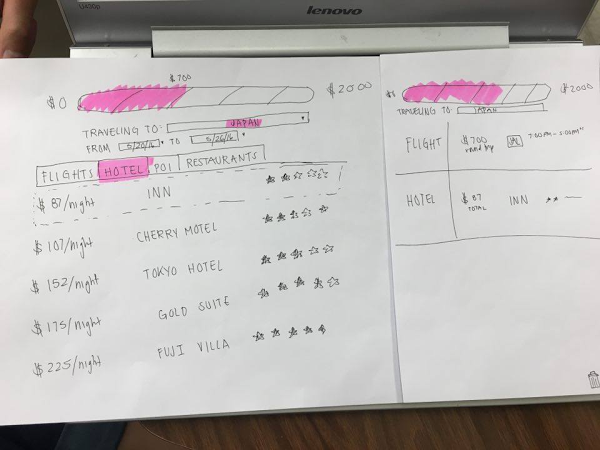 U4300
lenovo
$700
$0 $2000
TRAVELING TO: JAPAN
FROM 5/20/16 TO 5/26/16
FLIGHTS HOTEL POI RESTAURANTS
$87/night INN
$107/night CHERRY MOTEL
$152/night TOKYO HOTEL
$175/night GOLD SUITE
$225/night FUJI VILLA
$2000
TRAVELING TO JAPAN
FLIGHT $700 7:00PM - 5:00AM
round trip
HOTEL $87 INN
TOTAL